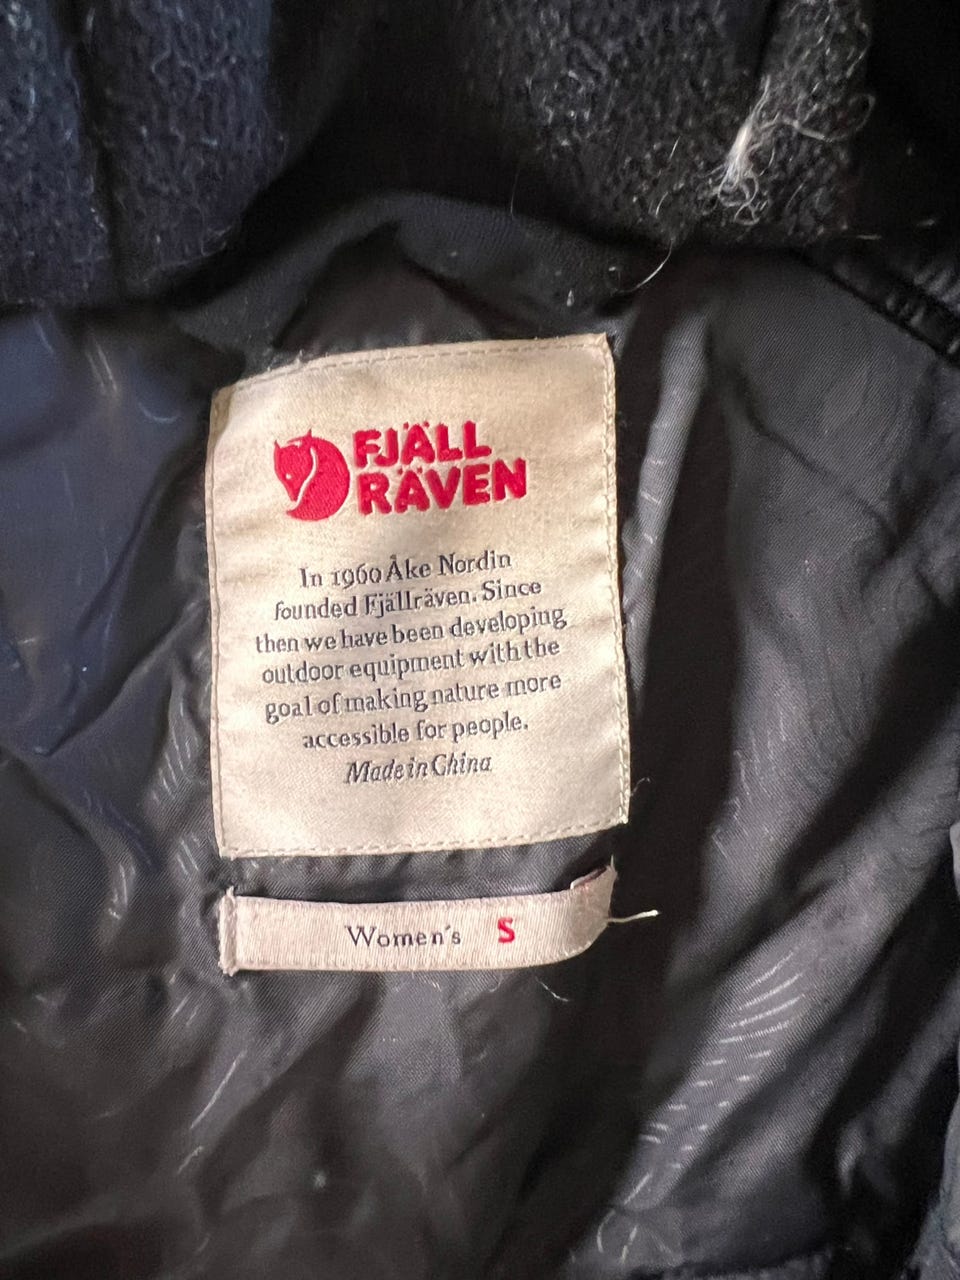 FJÄLL
RÄVEN
In 1960 Åke Nordin
founded Fjällräven. Since
then we have been developing
outdoor equipment with the
goal of making nature more
accessible for people.
Made in China
Women's S